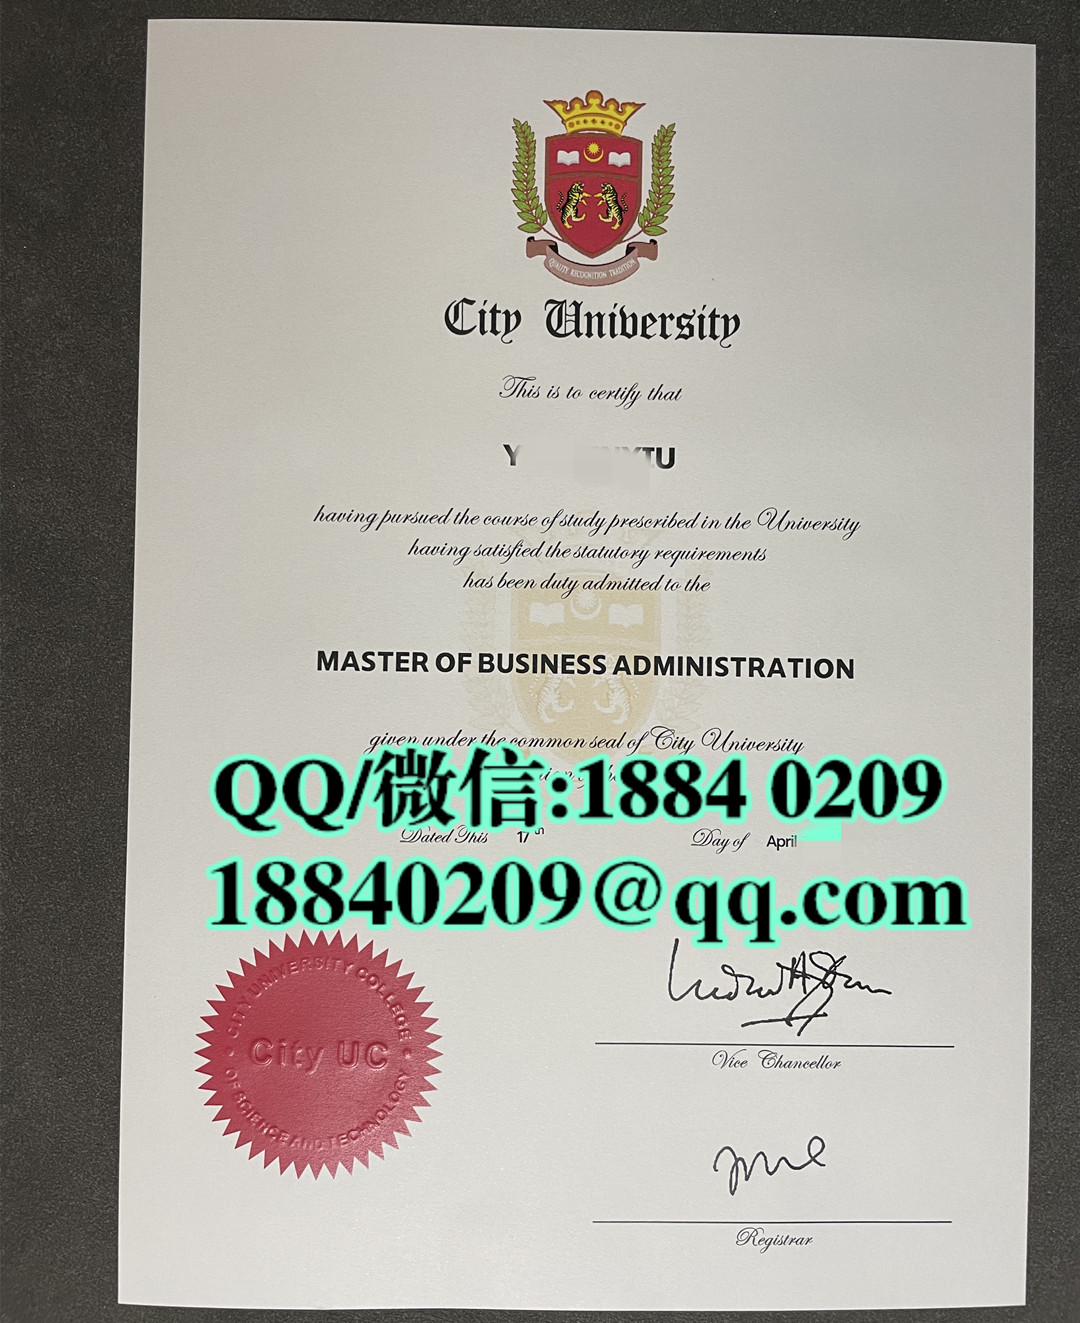 QUALITY RECOGNITION TRADITION
City University
This is to certify that
having pursued the course of study prescribed in the University
having satisfied the statutory requirements
has been duty admitted to the
MASTER OF BUSINESS ADMINISTRATION
given under the common seal of City University
QQ/微信:1884 0209
Dated This 17th Day of April
18840209@qq.com
CITY UNIVERSITY COLLEGE
City UC
OF SCIENCE AND TECHNOLOGY
Vice Chancellor
Registrar